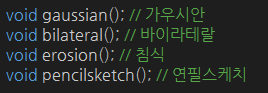 void gaussian(); // 가우시안
void bilateral(); // 바이라테랄
void erosion(); // 침식
void pencilsketch(); // 연필스케치